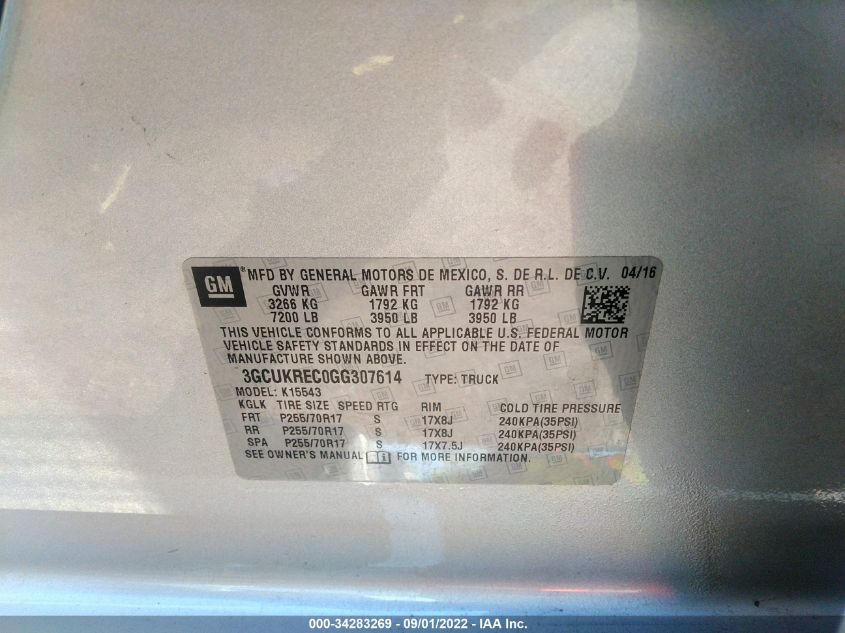 GM ® MFD BY GENERAL MOTORS DE MEXICO, S. DE R.L. DE C.V. 04/16
GVWR GAWR FRT GAWR RR
3266 KG 1792 KG 1792 KG
7200 LB 3950 LB 3950 LB
THIS VEHICLE CONFORMS TO ALL APPLICABLE U.S. FEDERAL MOTOR
VEHICLE SAFETY STANDARDS IN EFFECT ON THE DATE OF
MANUFACTURE SHOWN ABOVE.
3GCUKREC0GG307614 TYPE: TRUCK
MODEL: K15543
KGLK TIRE SIZE SPEED RTG RIM COLD TIRE PRESSURE
FRT P255/70R17 S 17X8J 240KPA(35PSI)
RR P255/70R17 S 17X8J 240KPA(35PSI)
SPA P255/70R17 S 17X7.5J 240KPA(35PSI)
SEE OWNER'S MANUAL i FOR MORE INFORMATION.
000-34283269 - 09/01/2022 - IAA Inc.